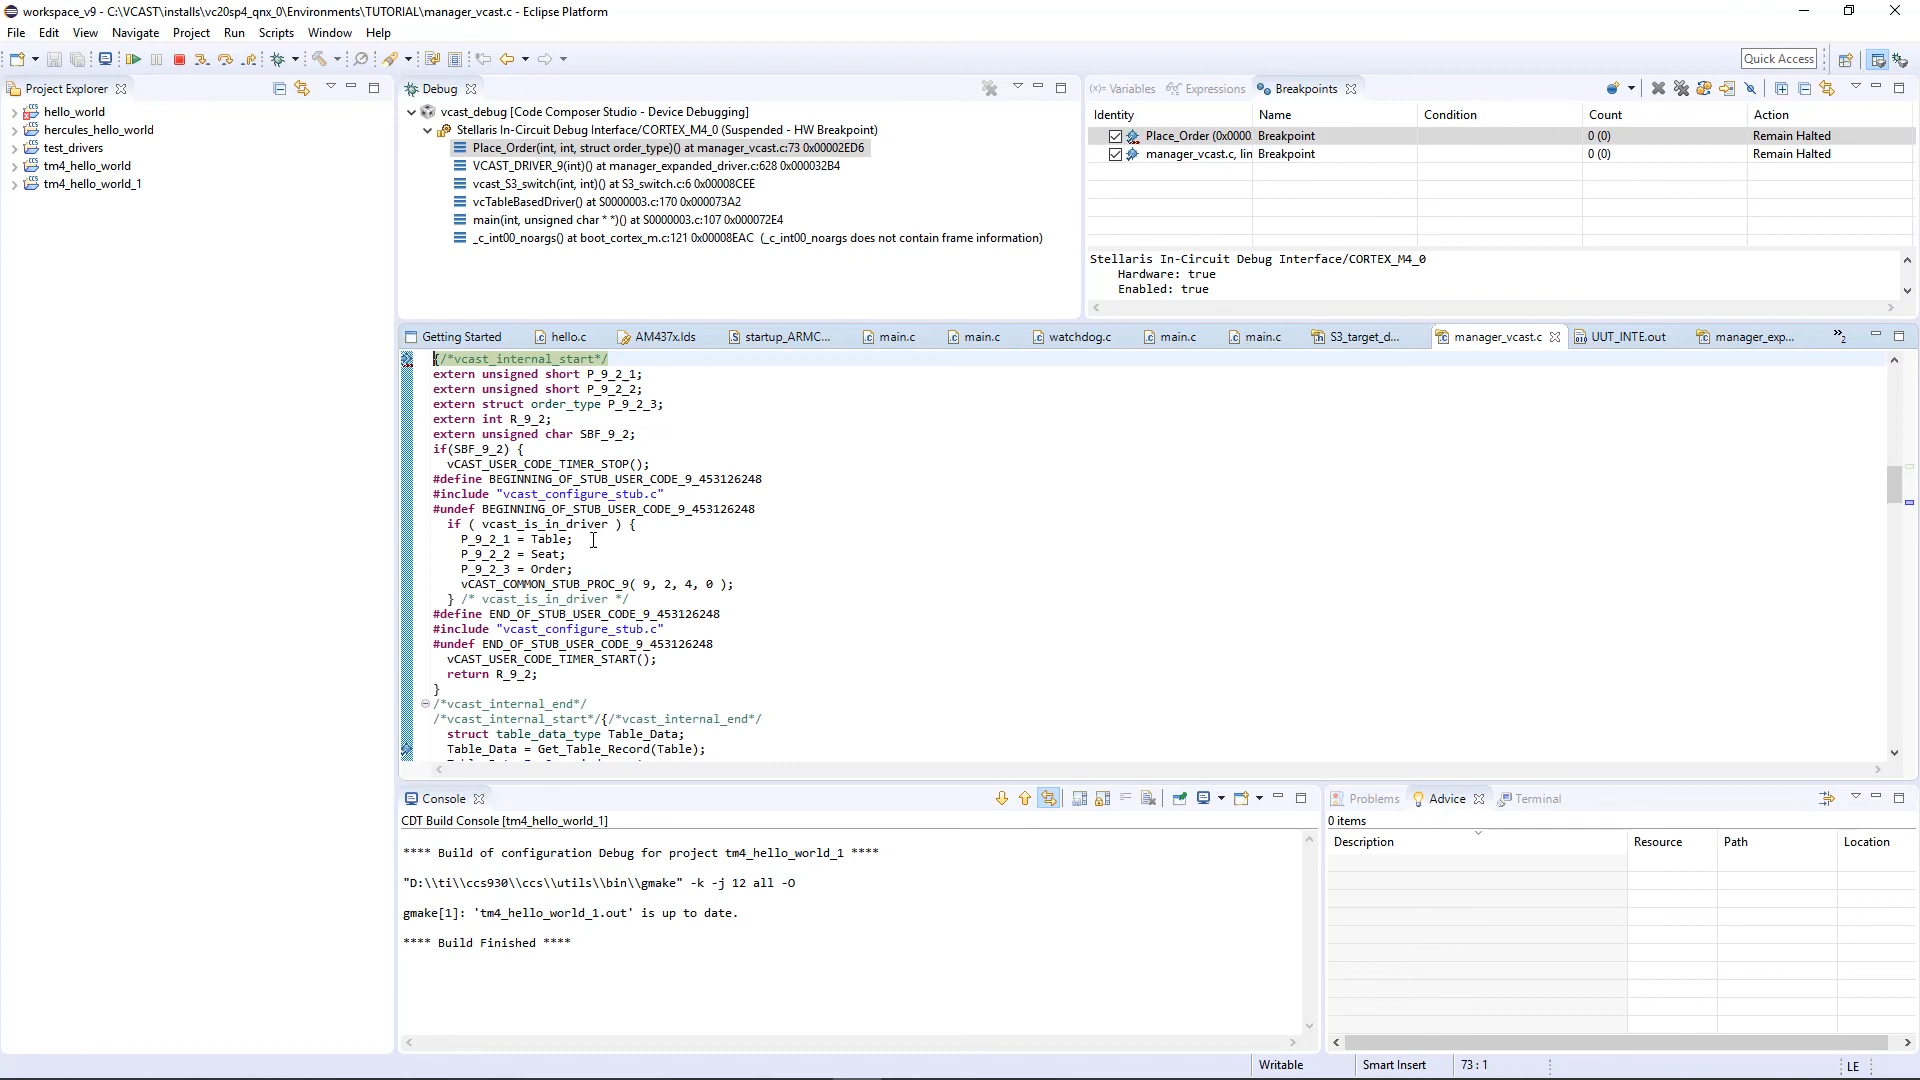 workspace_v9 - C:\VCAST\installs\vc20sp4_qnx_0\Environments\TUTORIAL\manager_vcast.c - Eclipse Platform
File Edit View Navigate Project Run Scripts Window Help
Quick Access
Project Explorer
hello_world
hercules_hello_world
test_drivers
tm4_hello_world
tm4_hello_world_1
Debug
vcast_debug [Code Composer Studio - Device Debugging]
Stellaris In-Circuit Debug Interface/CORTEX_M4_0 (Suspended - HW Breakpoint)
Place_Order(int, int, struct order_type)() at manager_vcast.c:73 0x00002ED6
VCAST_DRIVER_9(int)() at manager_expanded_driver.c:628 0x000032B4
vcast_S3_switch(int, int)() at S3_switch.c:6 0x00008CEE
vcTableBasedDriver() at S0000003.c:170 0x000073A2
main(int, unsigned char * *)() at S0000003.c:107 0x000072E4
_c_int00_noargs() at boot_cortex_m.c:121 0x00008EAC (_c_int00_noargs does not contain frame information)
(x)= Variables Expressions Breakpoints
Identity Name Condition Count Action
Place_Order (0x0000. Breakpoint 0 (0) Remain Halted
manager_vcast.c, lin Breakpoint 0 (0) Remain Halted
Stellaris In-Circuit Debug Interface/CORTEX_M4_0
Hardware: true
Enabled: true
Getting Started hello.c AM437x.lds startup_ARMC... main.c main.c watchdog.c main.c main.c S3_target_d... manager_vcast.c UUT_INTE.out manager_exp... »2
{/*vcast_internal_start*/
extern unsigned short P_9_2_1;
extern unsigned short P_9_2_2;
extern struct order_type P_9_2_3;
extern int R_9_2;
extern unsigned char SBF_9_2;
if(SBF_9_2) {
vCAST_USER_CODE_TIMER_STOP();
#define BEGINNING_OF_STUB_USER_CODE_9_453126248
#include "vcast_configure_stub.c"
#undef BEGINNING_OF_STUB_USER_CODE_9_453126248
if ( vcast_is_in_driver ) {
P_9_2_1 = Table;
P_9_2_2 = Seat;
P_9_2_3 = Order;
vCAST_COMMON_STUB_PROC_9( 9, 2, 4, 0 );
} /* vcast_is_in_driver */
#define END_OF_STUB_USER_CODE_9_453126248
#include "vcast_configure_stub.c"
#undef END_OF_STUB_USER_CODE_9_453126248
vCAST_USER_CODE_TIMER_START();
return R_9_2;
}
/*vcast_internal_end*/
/*vcast_internal_start*/{/*vcast_internal_end*/
struct table_data_type Table_Data;
Table_Data = Get_Table_Record(Table);
Console
CDT Build Console [tm4_hello_world_1]
**** Build of configuration Debug for project tm4_hello_world_1 ****
"D:\\ti\\ccs930\\ccs\\utils\\bin\\gmake" -k -j 12 all -O
gmake[1]: 'tm4_hello_world_1.out' is up to date.
**** Build Finished ****
Problems Advice Terminal
0 items
Description Resource Path Location
Writable Smart Insert 73 : 1 LE